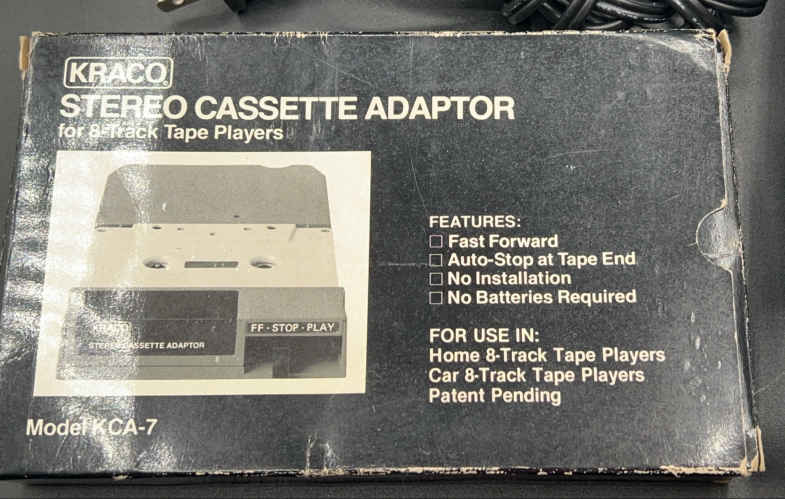 KRACO®
STEREO CASSETTE ADAPTOR
for 8-Track Tape Players
KRACO
STEREO CASSETTE ADAPTOR
FF · STOP · PLAY
Model KCA-7
FEATURES:
□ Fast Forward
□ Auto-Stop at Tape End
□ No Installation
□ No Batteries Required
FOR USE IN:
Home 8-Track Tape Players
Car 8-Track Tape Players
Patent Pending